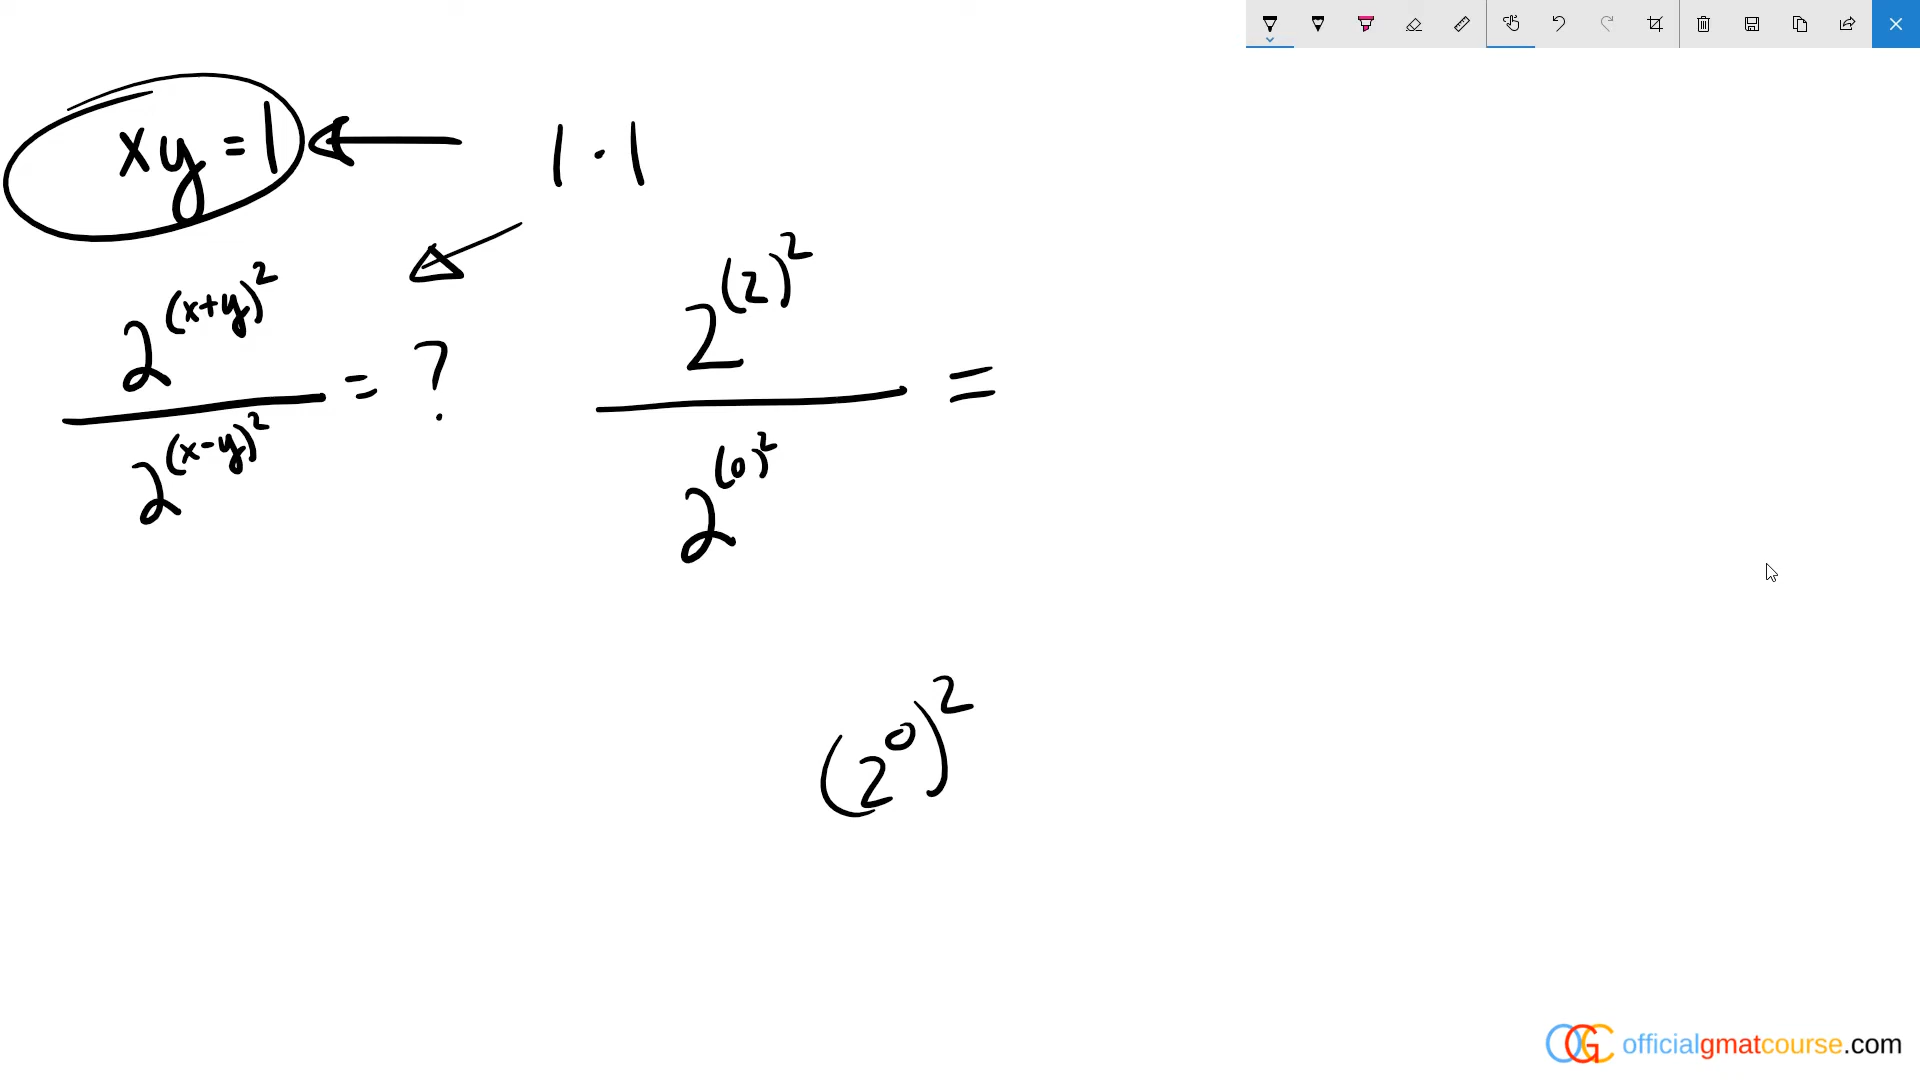 xy = 1
1 · 1
2^(x+y)^2 / 2^(x-y)^2 = ?
2^(2)^2 / 2^(0)^2 =
(2^0)^2
OGC officialgmatcourse.com